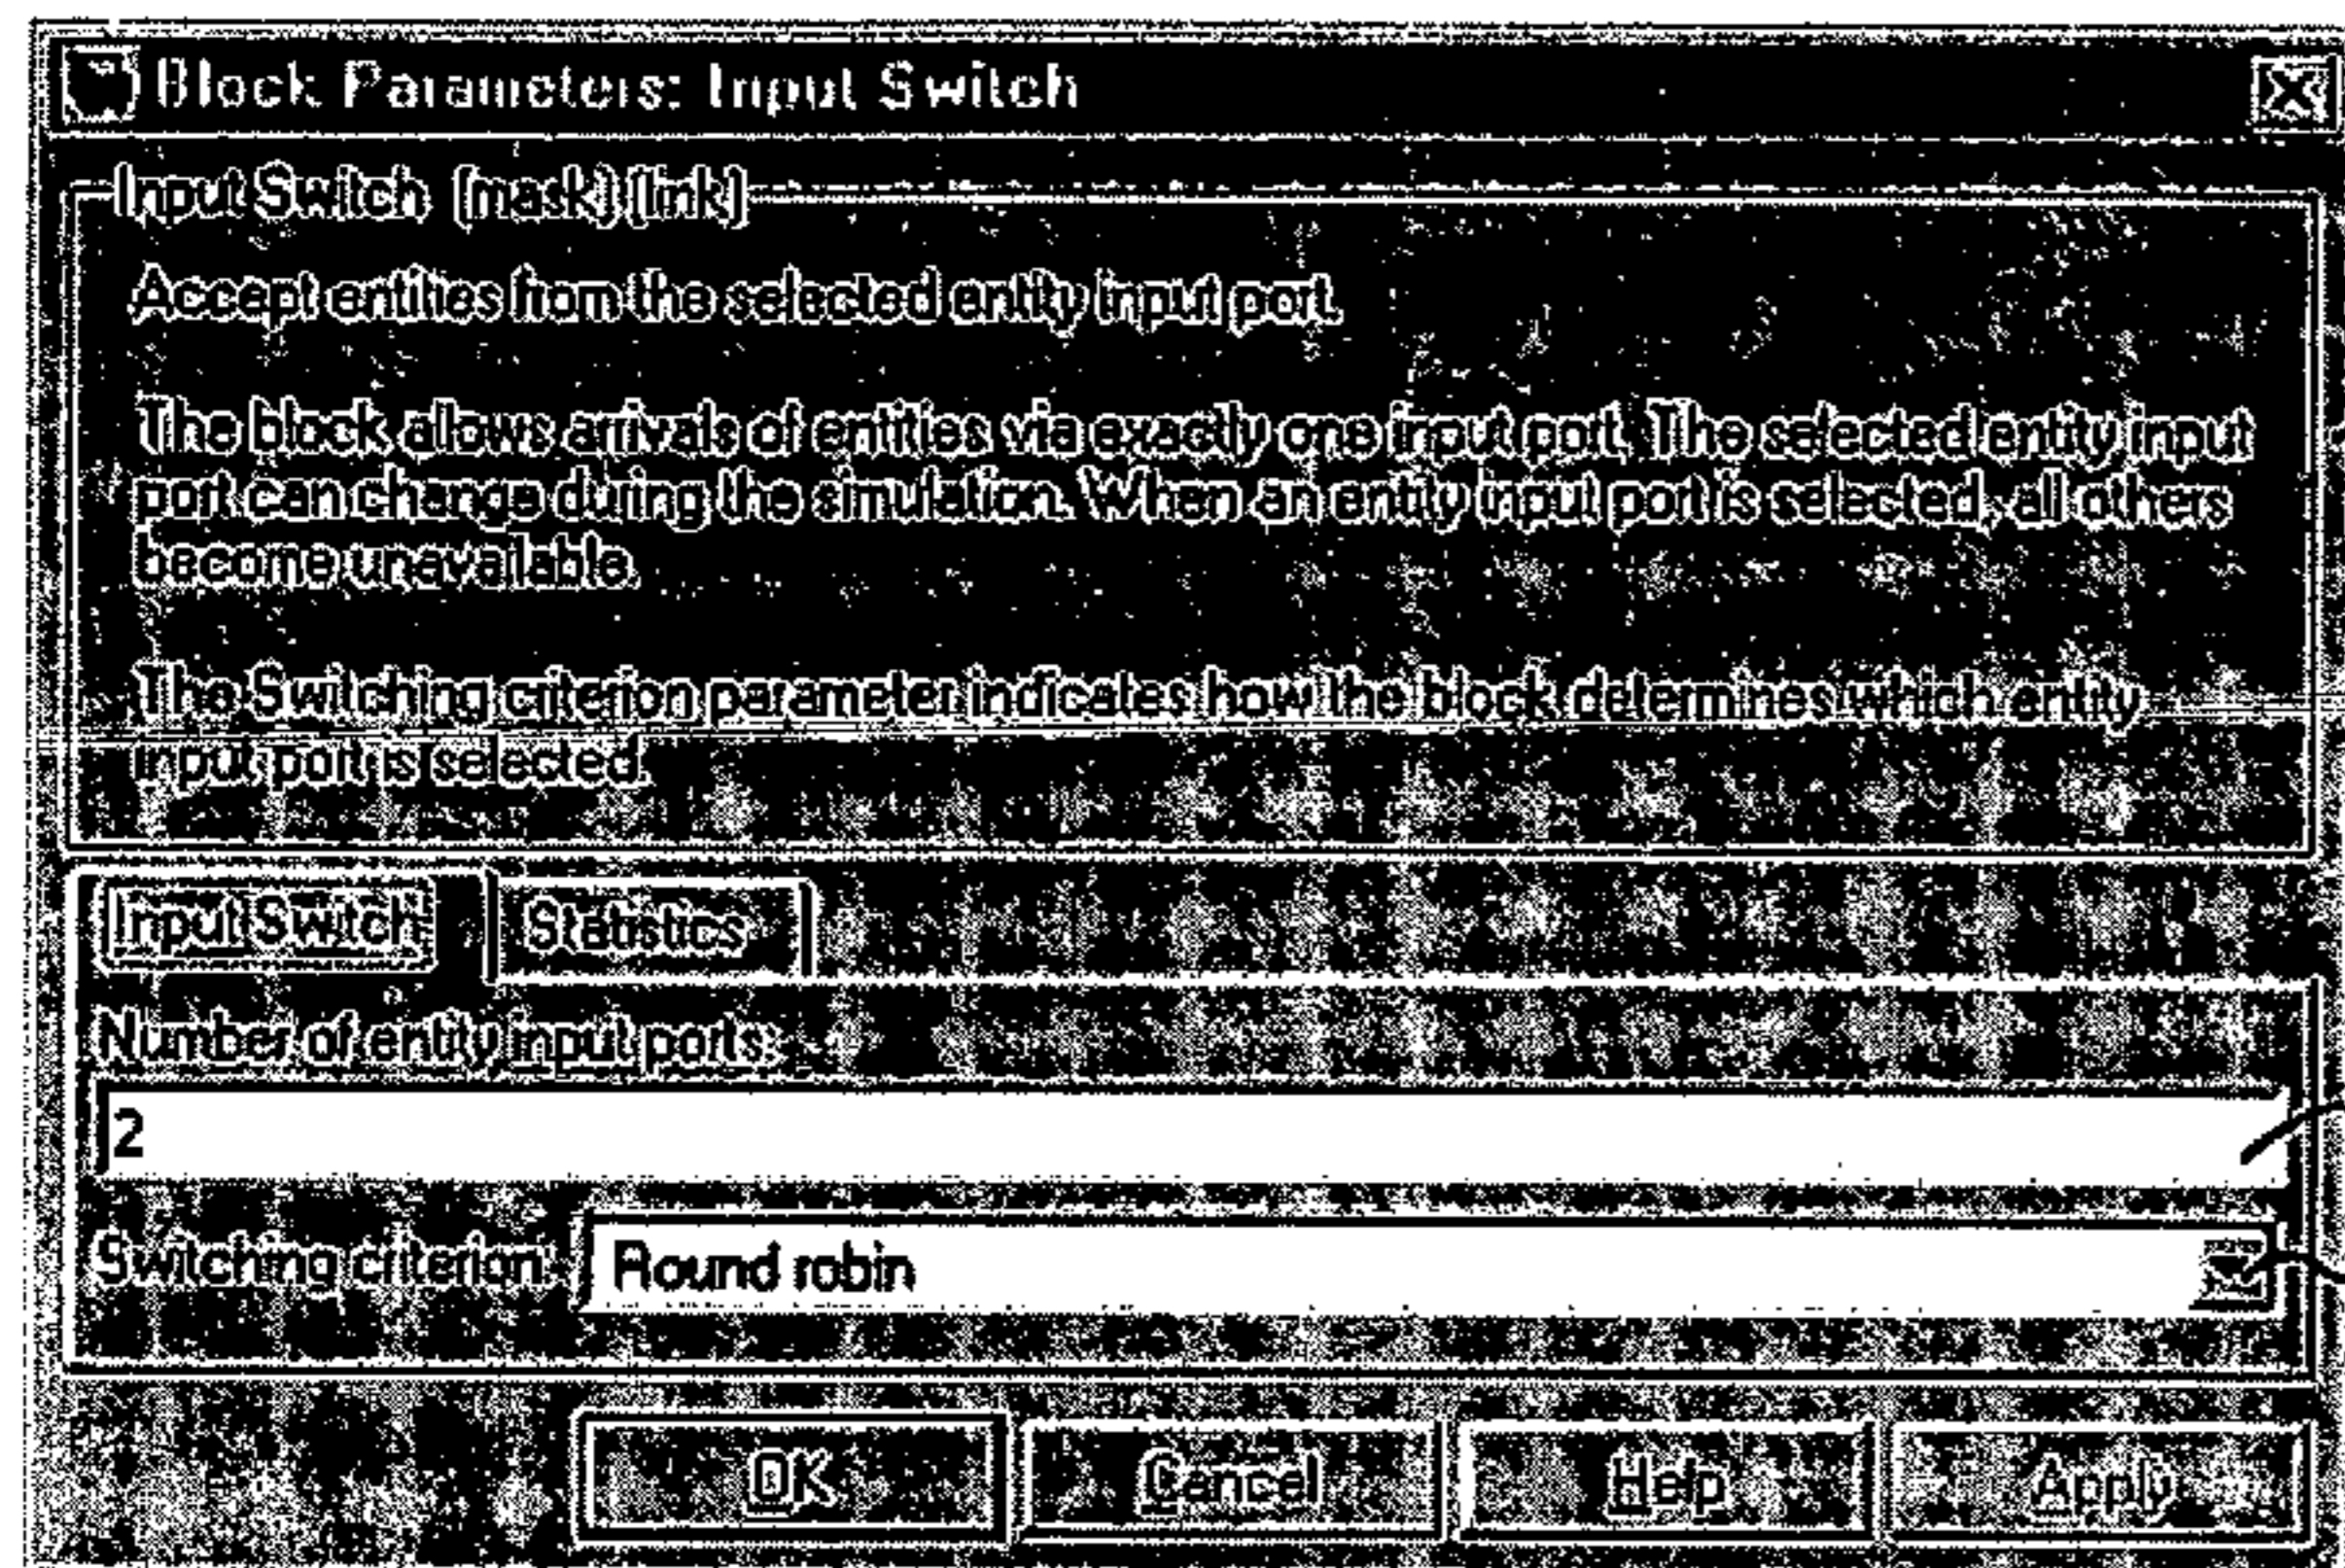 Block Parameters: Input Switch
Input Switch (mask) (link)
Accept entities from the selected entity input port.
The block allows arrivals of entities via exactly one input port. The selected entity input
port can change during the simulation. When an entity input port is selected, all others
become unavailable.
The Switching criterion parameter indicates how the block determines which entity
input port is selected.
Input Switch Statistics
Number of entity input ports:
2
Switching criterion: Round robin
OK Cancel Help Apply